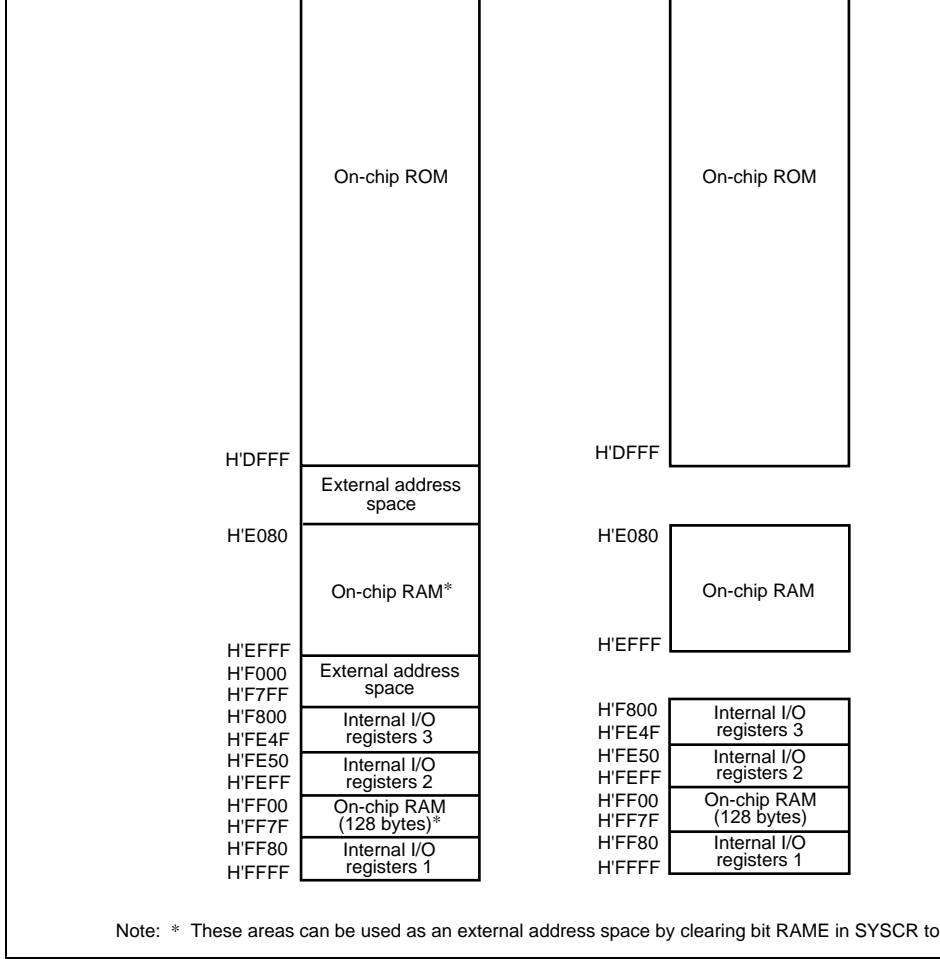 On-chip ROM
H'DFFF
External address
space
H'E080
On-chip RAM*
H'EFFF
H'F000
External address
space
H'F7FF
H'F800
Internal I/O
registers 3
H'FE4F
H'FE50
Internal I/O
registers 2
H'FEFF
H'FF00
On-chip RAM
(128 bytes)*
H'FF7F
H'FF80
Internal I/O
registers 1
H'FFFF
On-chip ROM
H'DFFF
H'E080
On-chip RAM
H'EFFF
H'F800
Internal I/O
registers 3
H'FE4F
H'FE50
Internal I/O
registers 2
H'FEFF
H'FF00
On-chip RAM
(128 bytes)
H'FF7F
H'FF80
Internal I/O
registers 1
H'FFFF
Note: * These areas can be used as an external address space by clearing bit RAME in SYSCR to